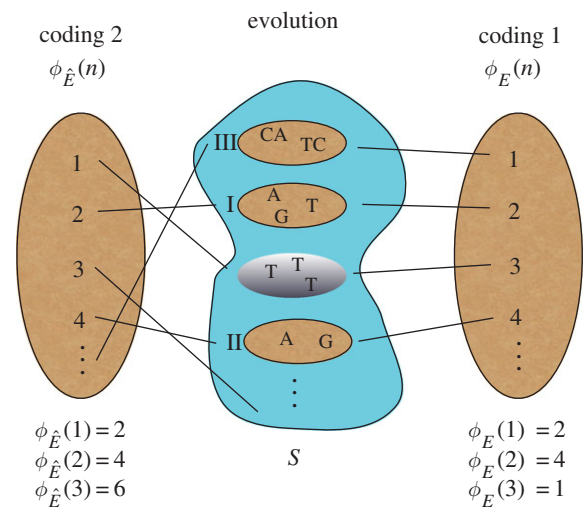 coding 2
ϕ_Ê(n)
1
2
3
4
⋮
ϕ_Ê(1)=2
ϕ_Ê(2)=4
ϕ_Ê(3)=6
evolution
III CA TC
I A G T
T T T
II A G
⋮
S
coding 1
ϕ_E(n)
1
2
3
4
⋮
ϕ_E(1) =2
ϕ_E(2) =4
ϕ_E(3) =1